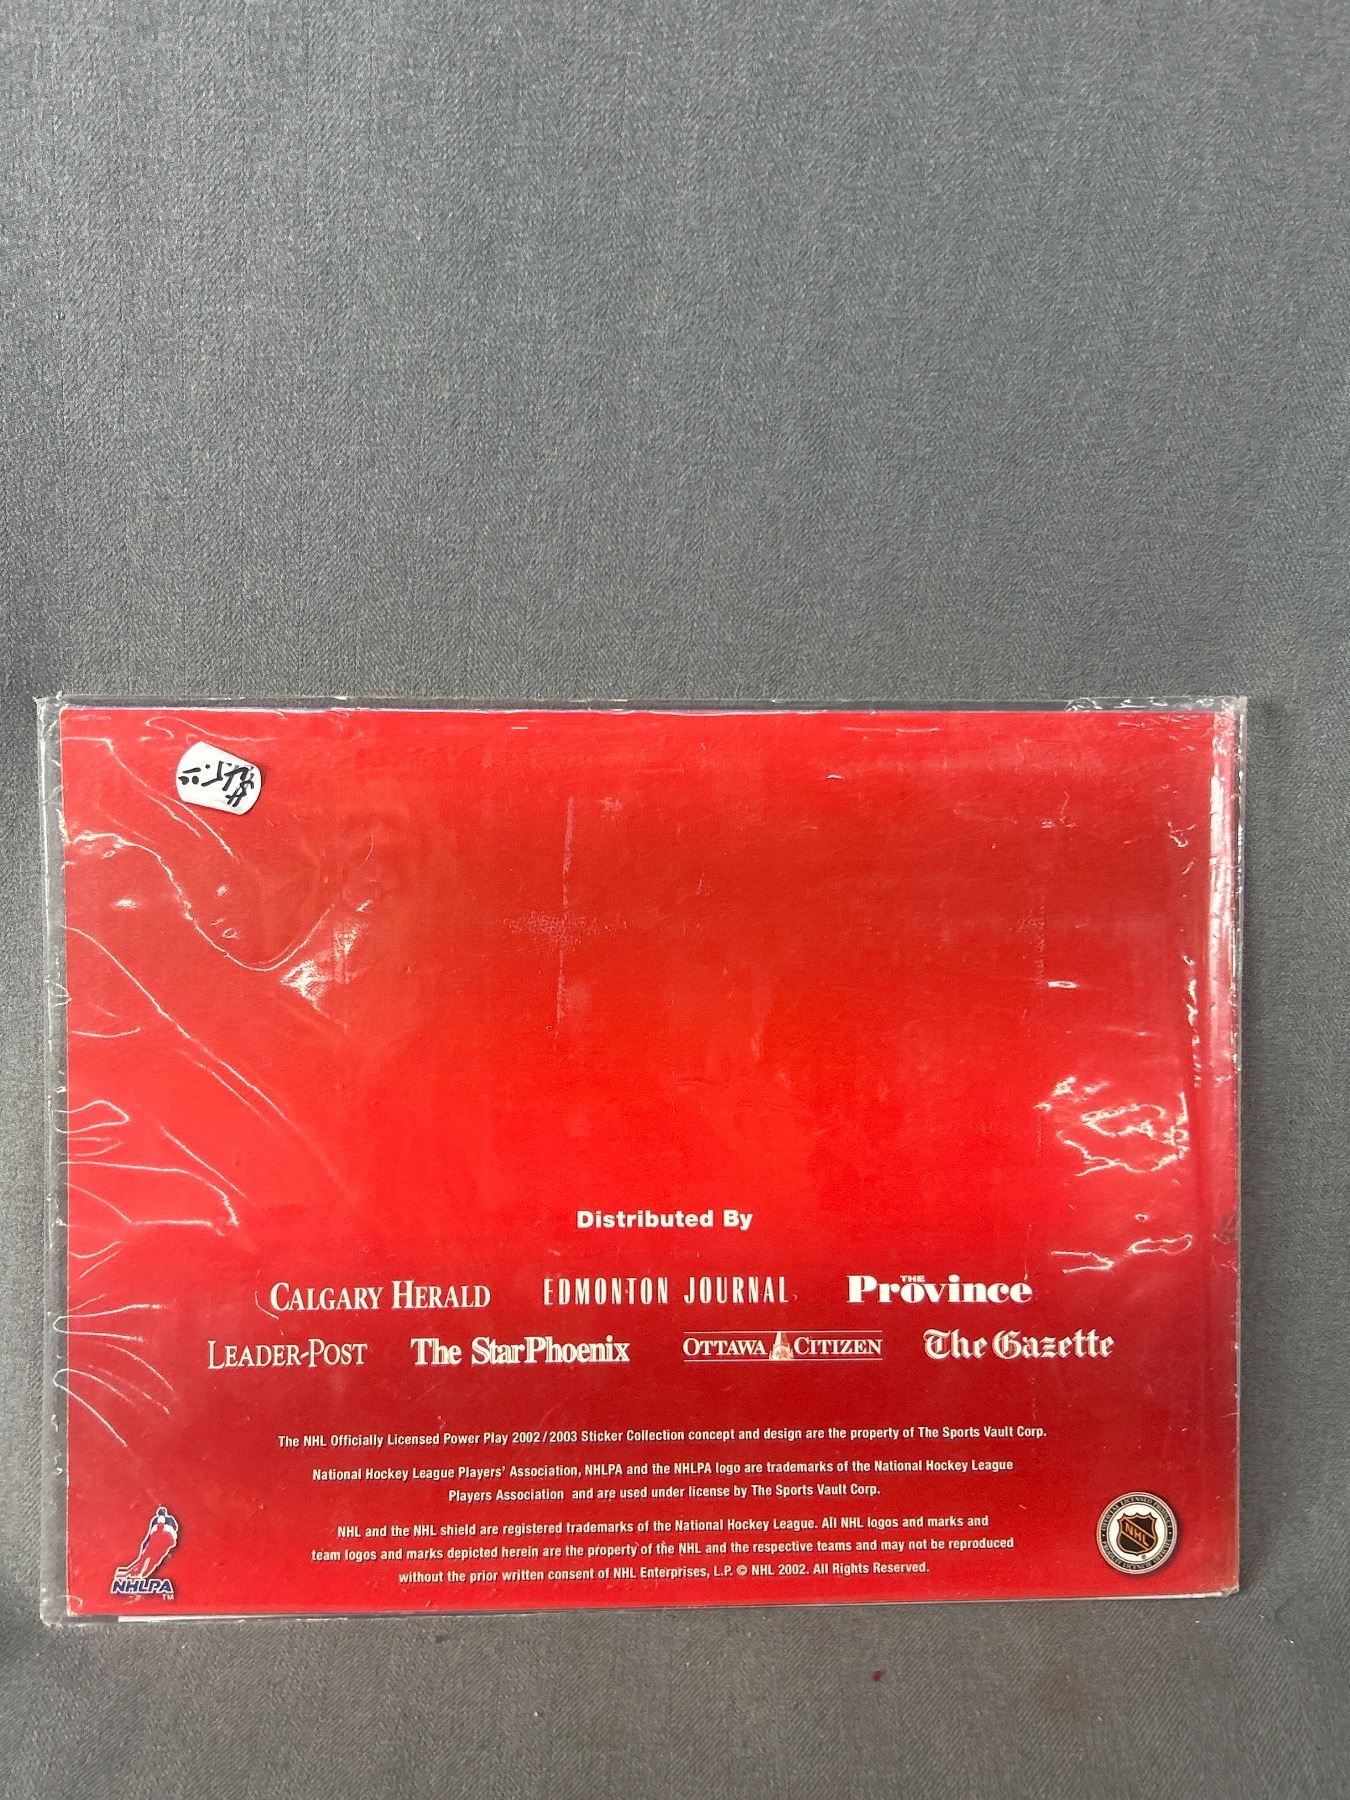 Distributed By
CALGARY HERALD EDMONTON JOURNAL THE Province
LEADER-POST The StarPhoenix OTTAWA CITIZEN The Gazette
The NHL Officially Licensed Power Play 2002/2003 Sticker Collection concept and design are the property of The Sports Vault Corp.
National Hockey League Players' Association, NHLPA and the NHLPA logo are trademarks of the National Hockey League
Players Association and are used under license by The Sports Vault Corp.
NHL and the NHL shield are registered trademarks of the National Hockey League. All NHL logos and marks and
team logos and marks depicted herein are the property of the NHL and the respective teams and may not be reproduced
without the prior written consent of NHL Enterprises, L.P. © NHL 2002. All Rights Reserved.
NHLPA
TM
NHL